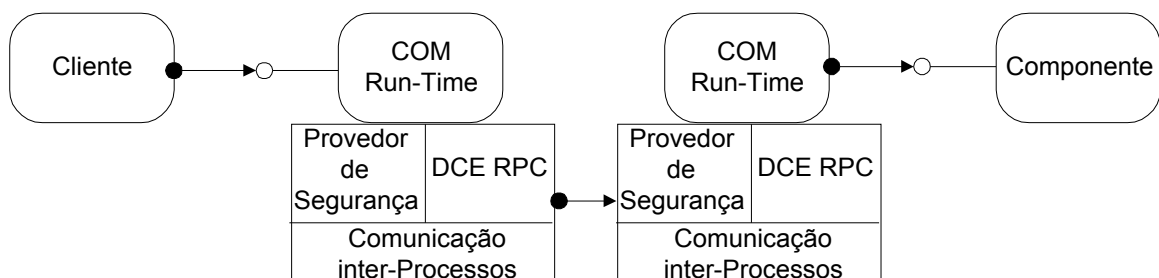 Cliente
COM
Run-Time
COM
Run-Time
Componente
Provedor
de
Segurança
DCE RPC
Comunicação
inter-Processos
Provedor
de
Segurança
DCE RPC
Comunicação
inter-Processos